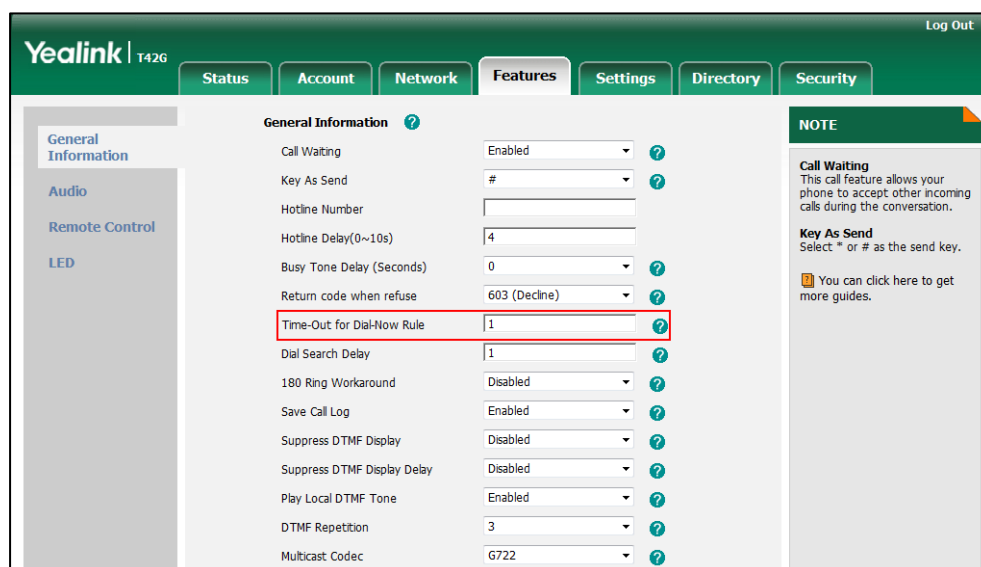 Log Out
Yealink T42G
Status Account Network Features Settings Directory Security
General Information
Audio
Remote Control
LED
General Information ?
Call Waiting Enabled ?
Key As Send # ?
Hotline Number
Hotline Delay(0~10s) 4
Busy Tone Delay (Seconds) 0 ?
Return code when refuse 603 (Decline) ?
Time-Out for Dial-Now Rule 1 ?
Dial Search Delay 1 ?
180 Ring Workaround Disabled ?
Save Call Log Enabled ?
Suppress DTMF Display Disabled ?
Suppress DTMF Display Delay Disabled ?
Play Local DTMF Tone Enabled ?
DTMF Repetition 3 ?
Multicast Codec G722 ?
NOTE
Call Waiting
This call feature allows your
phone to accept other incoming
calls during the conversation.
Key As Send
Select * or # as the send key.
? You can click here to get
more guides.